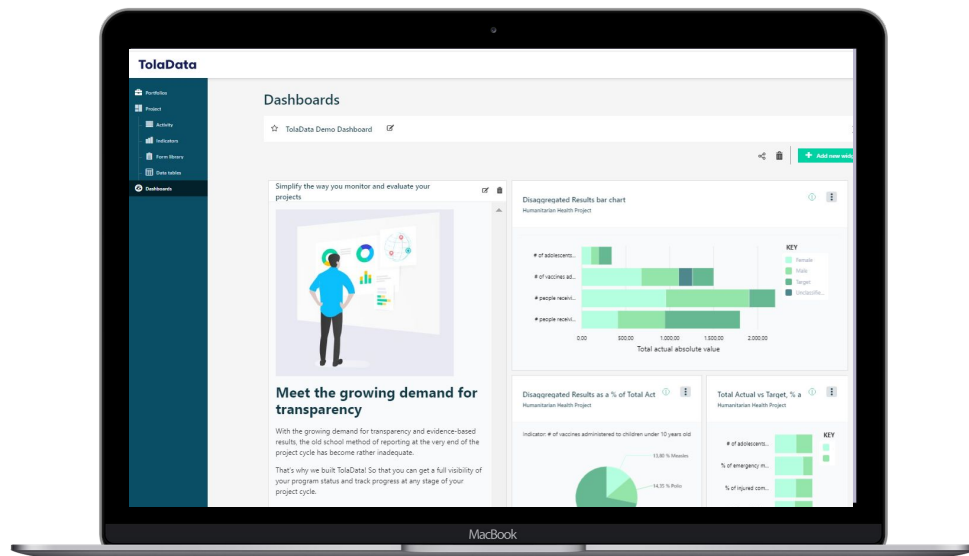 TolaData
Portfolios
Project
Activity
Indicators
Form library
Data tables
Dashboards
Dashboards
TolaData Demo Dashboard
+ Add new widg
Simplify the way you monitor and evaluate your
projects
Meet the growing demand for
transparency
With the growing demand for transparency and evidence-based
results, the old school method of reporting at the very end of the
project cycle has become rather inadequate.
That's why we built TolaData! So that you can get a full visibility of
your program status and track progress at any stage of your
project cycle.
Disaggregated Results bar chart
Humanitarian Health Project
# of adolescents...
# of vaccines ad...
# people receivi...
# people receivi...
0.00 500.00 1.000.00 1.500.00 2.000.00
Total actual absolute value
KEY
Female
Male
Target
Unclassifie...
Disaggregated Results as a % of Total Act
Humanitarian Health Project
Indicator: # of vaccines administered to children under 10 years old
13,80 % Measles
14,35 % Polio
Total Actual vs Target, % a
Humanitarian Health Project
# of adolescents...
% of emergency m...
% of injured com...
KEY
MacBook